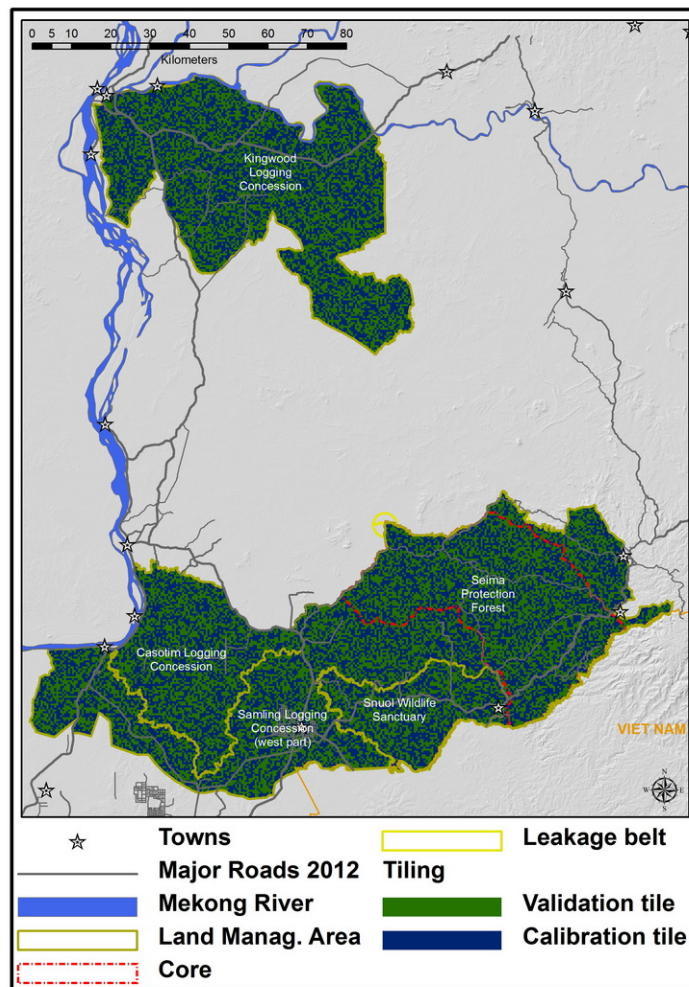 0 5 10 20 30 40 50 60 70 80
Kilometers
Kingwood
Logging
Concession
Seima
Protection
Forest
Casolim Logging
Concession
Samling Logging
Concession
(west part)
Snuol Wildlife
Sanctuary
VIET NAM
N
W E
S
Towns
Leakage belt
Major Roads 2012
Tiling
Mekong River
Validation tile
Land Manag. Area
Calibration tile
Core